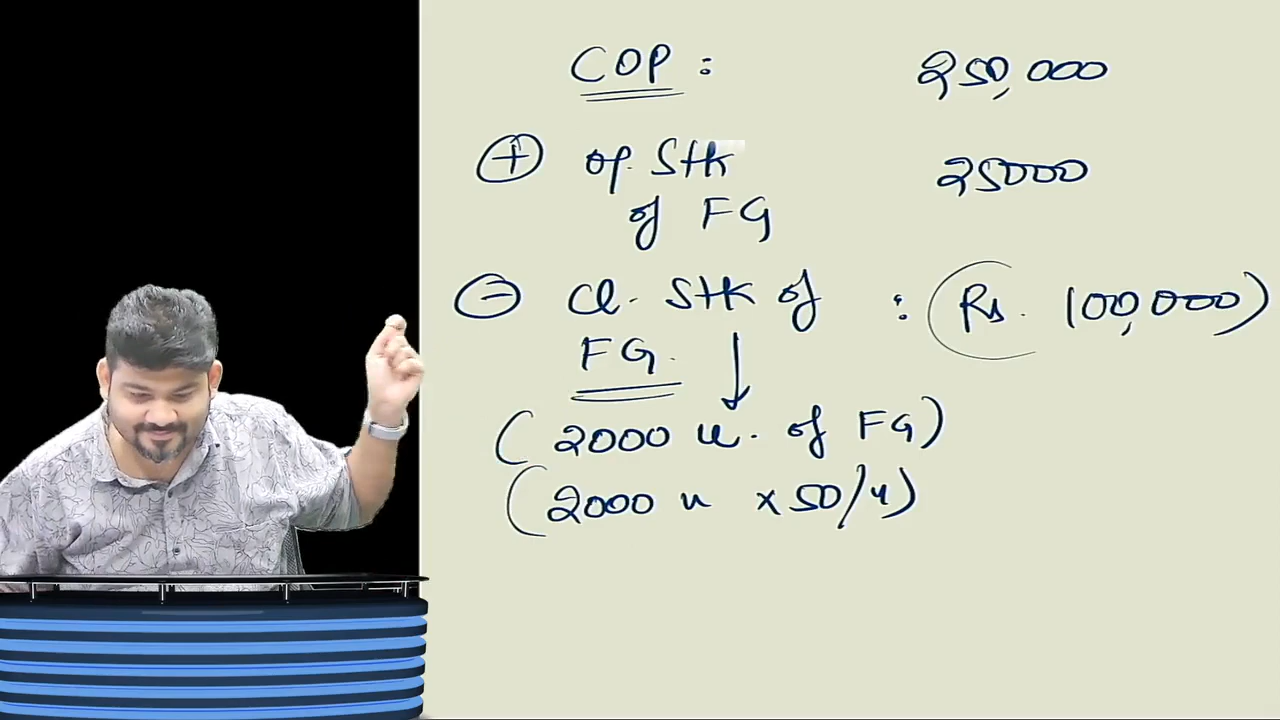 COP : 250,000
+ op. Stk 25000
of FG
- Cl. Stk of : (Rs. 100,000)
FG.
(2000 u. of FG)
(2000 u x 50/u)